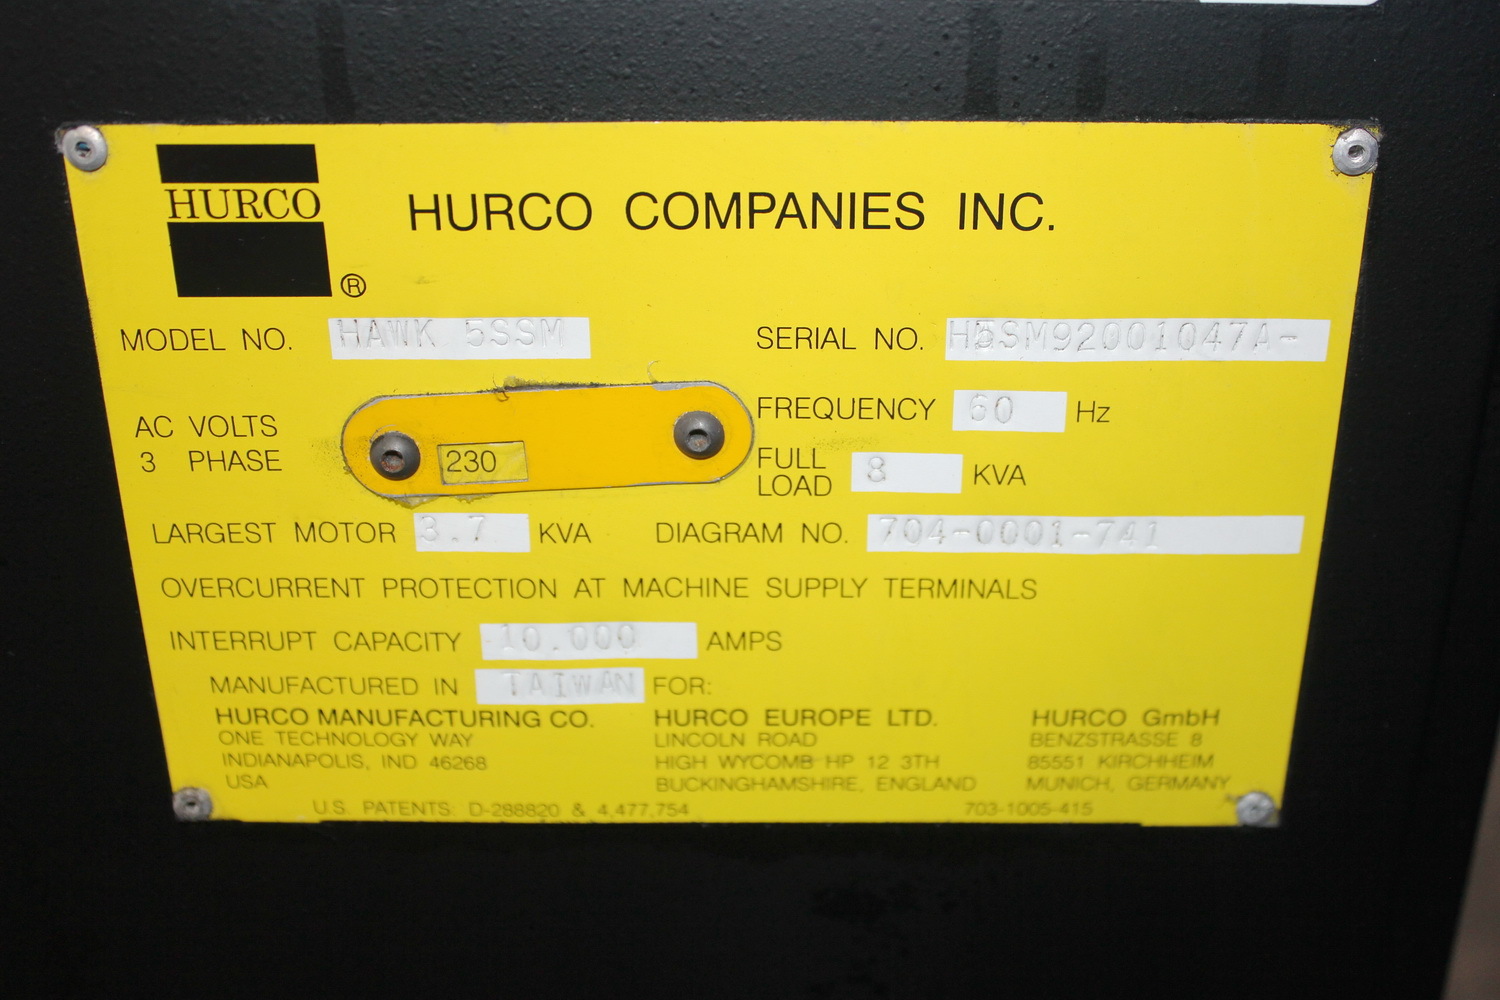 HURCO
®
HURCO COMPANIES INC.
MODEL NO. HAWK 5SSM
SERIAL NO. H5SM92001047A-
AC VOLTS
3 PHASE
230
FREQUENCY 60 Hz
FULL
LOAD 8 KVA
LARGEST MOTOR 3.7 KVA
DIAGRAM NO. 704-0001-741
OVERCURRENT PROTECTION AT MACHINE SUPPLY TERMINALS
INTERRUPT CAPACITY 10.000 AMPS
MANUFACTURED IN TAIWAN FOR:
HURCO MANUFACTURING CO.
ONE TECHNOLOGY WAY
INDIANAPOLIS, IND 46268
USA
HURCO EUROPE LTD.
LINCOLN ROAD
HIGH WYCOMB HP 12 3TH
BUCKINGHAMSHIRE, ENGLAND
HURCO GmbH
BENZSTRASSE 8
85551 KIRCHHEIM
MUNICH, GERMANY
U.S. PATENTS: D-288820 & 4,477,754
703-1005-415